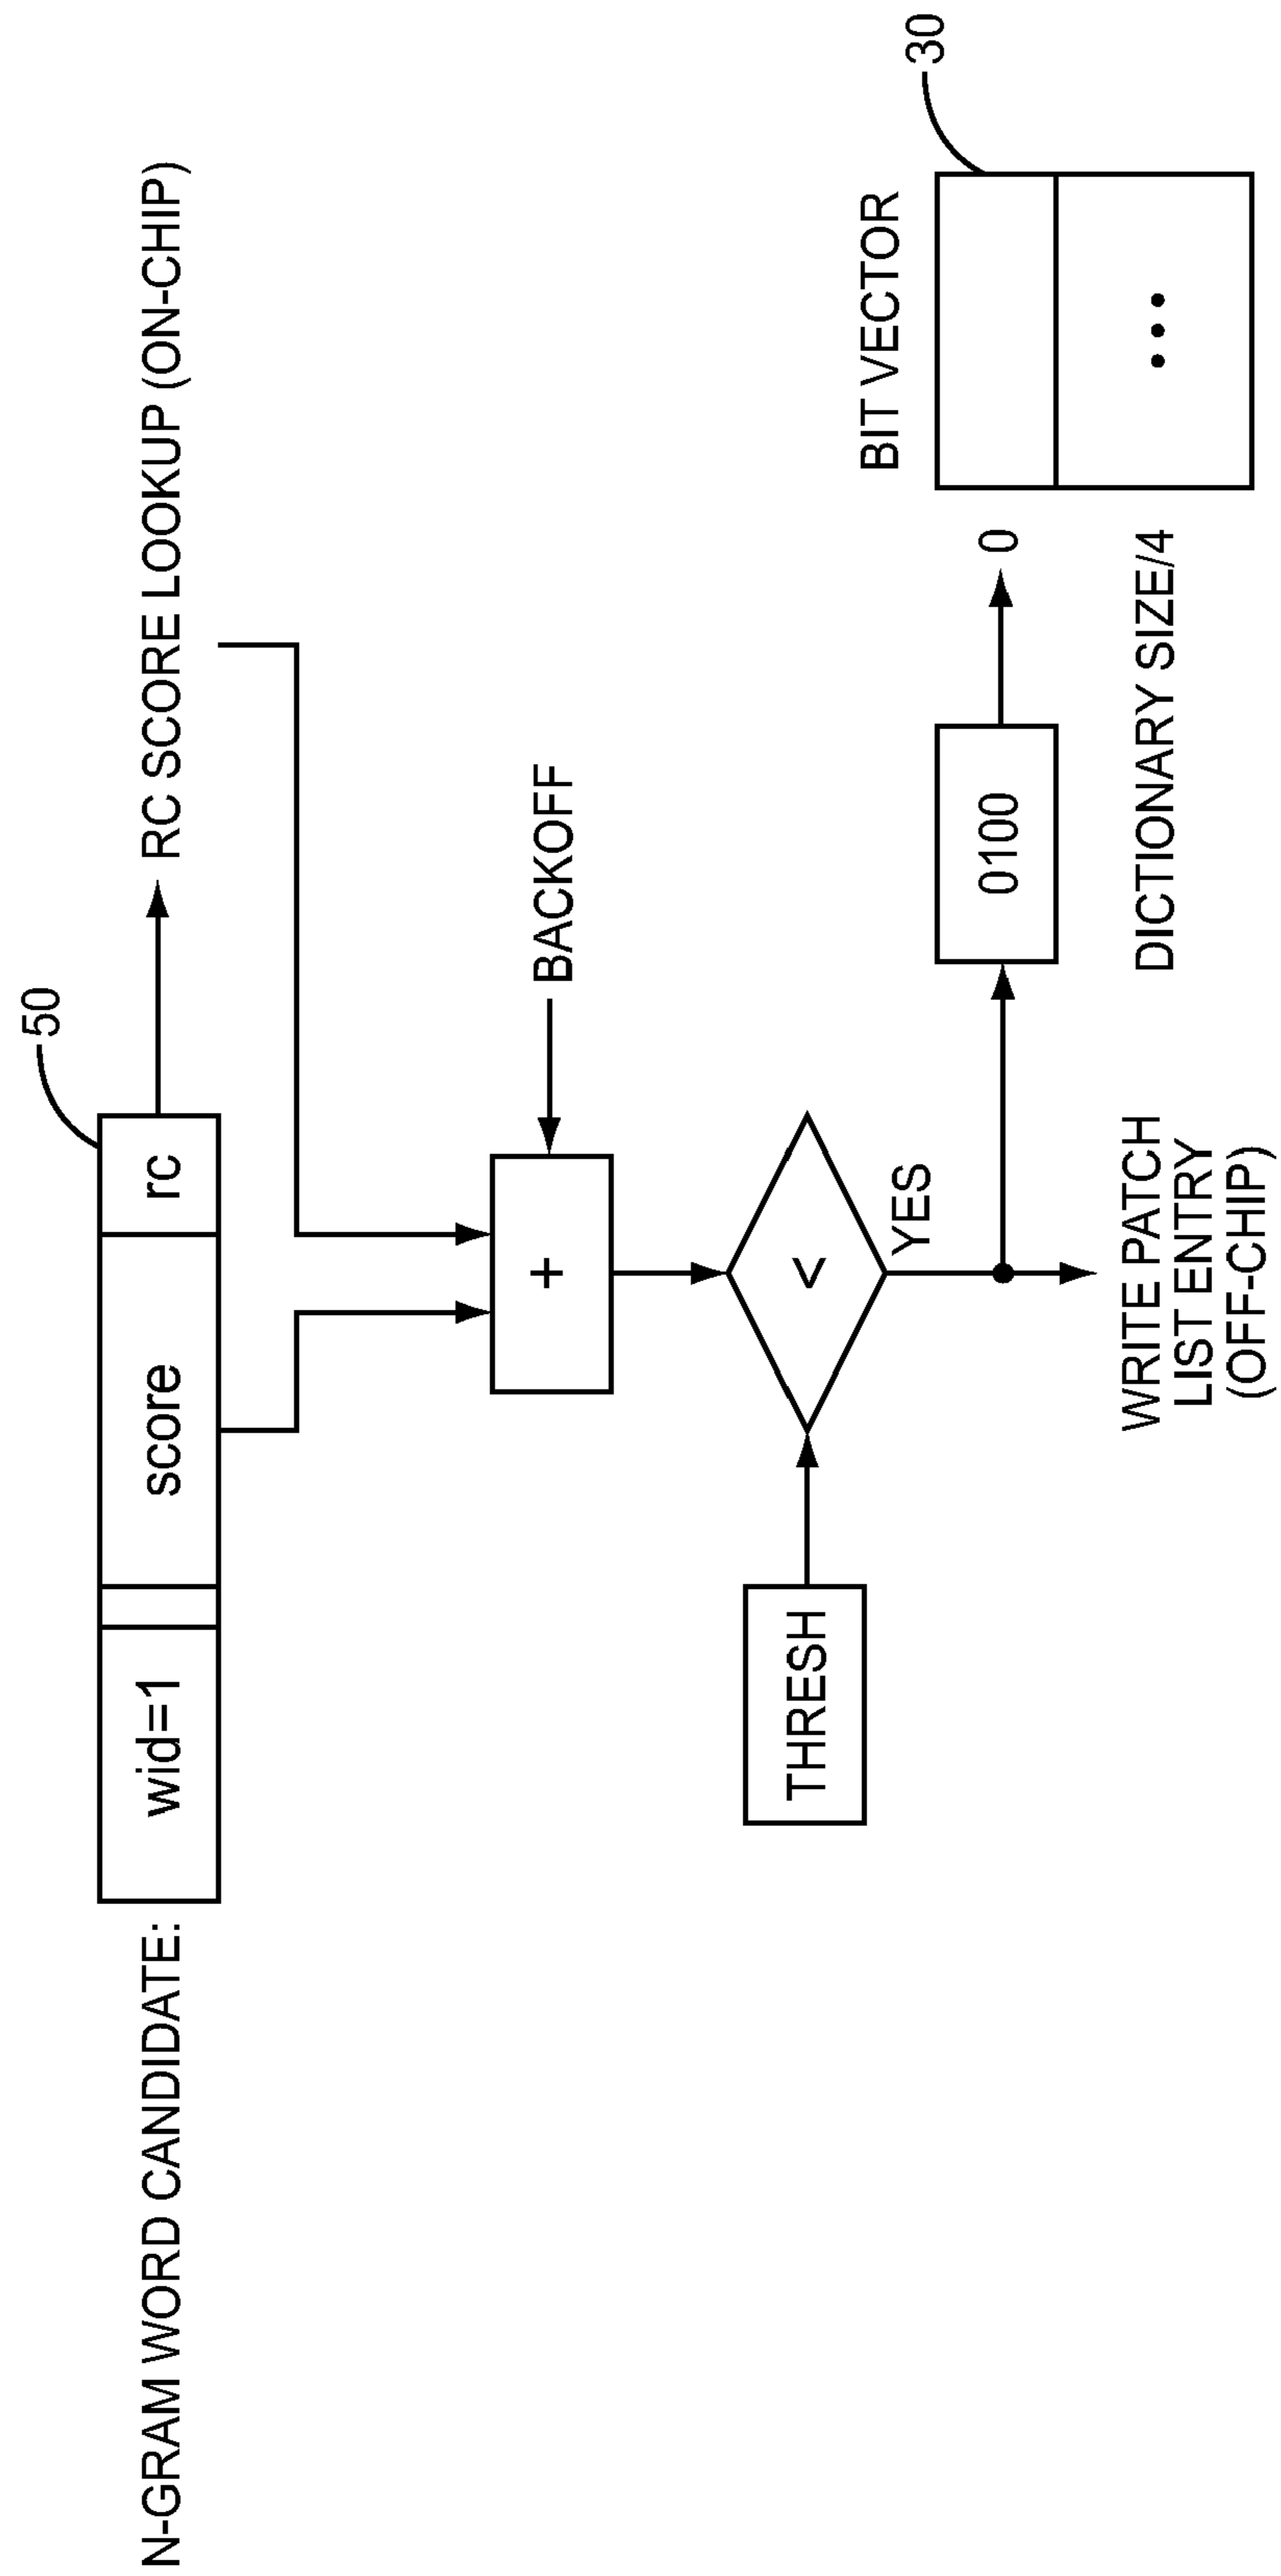 50
N-GRAM WORD CANDIDATE:
wid=1
score
rc
RC SCORE LOOKUP (ON-CHIP)
+
BACKOFF
THRESH
<
YES
BIT VECTOR
30
0100
0
...
WRITE PATCH
LIST ENTRY
(OFF-CHIP)
DICTIONARY SIZE/4